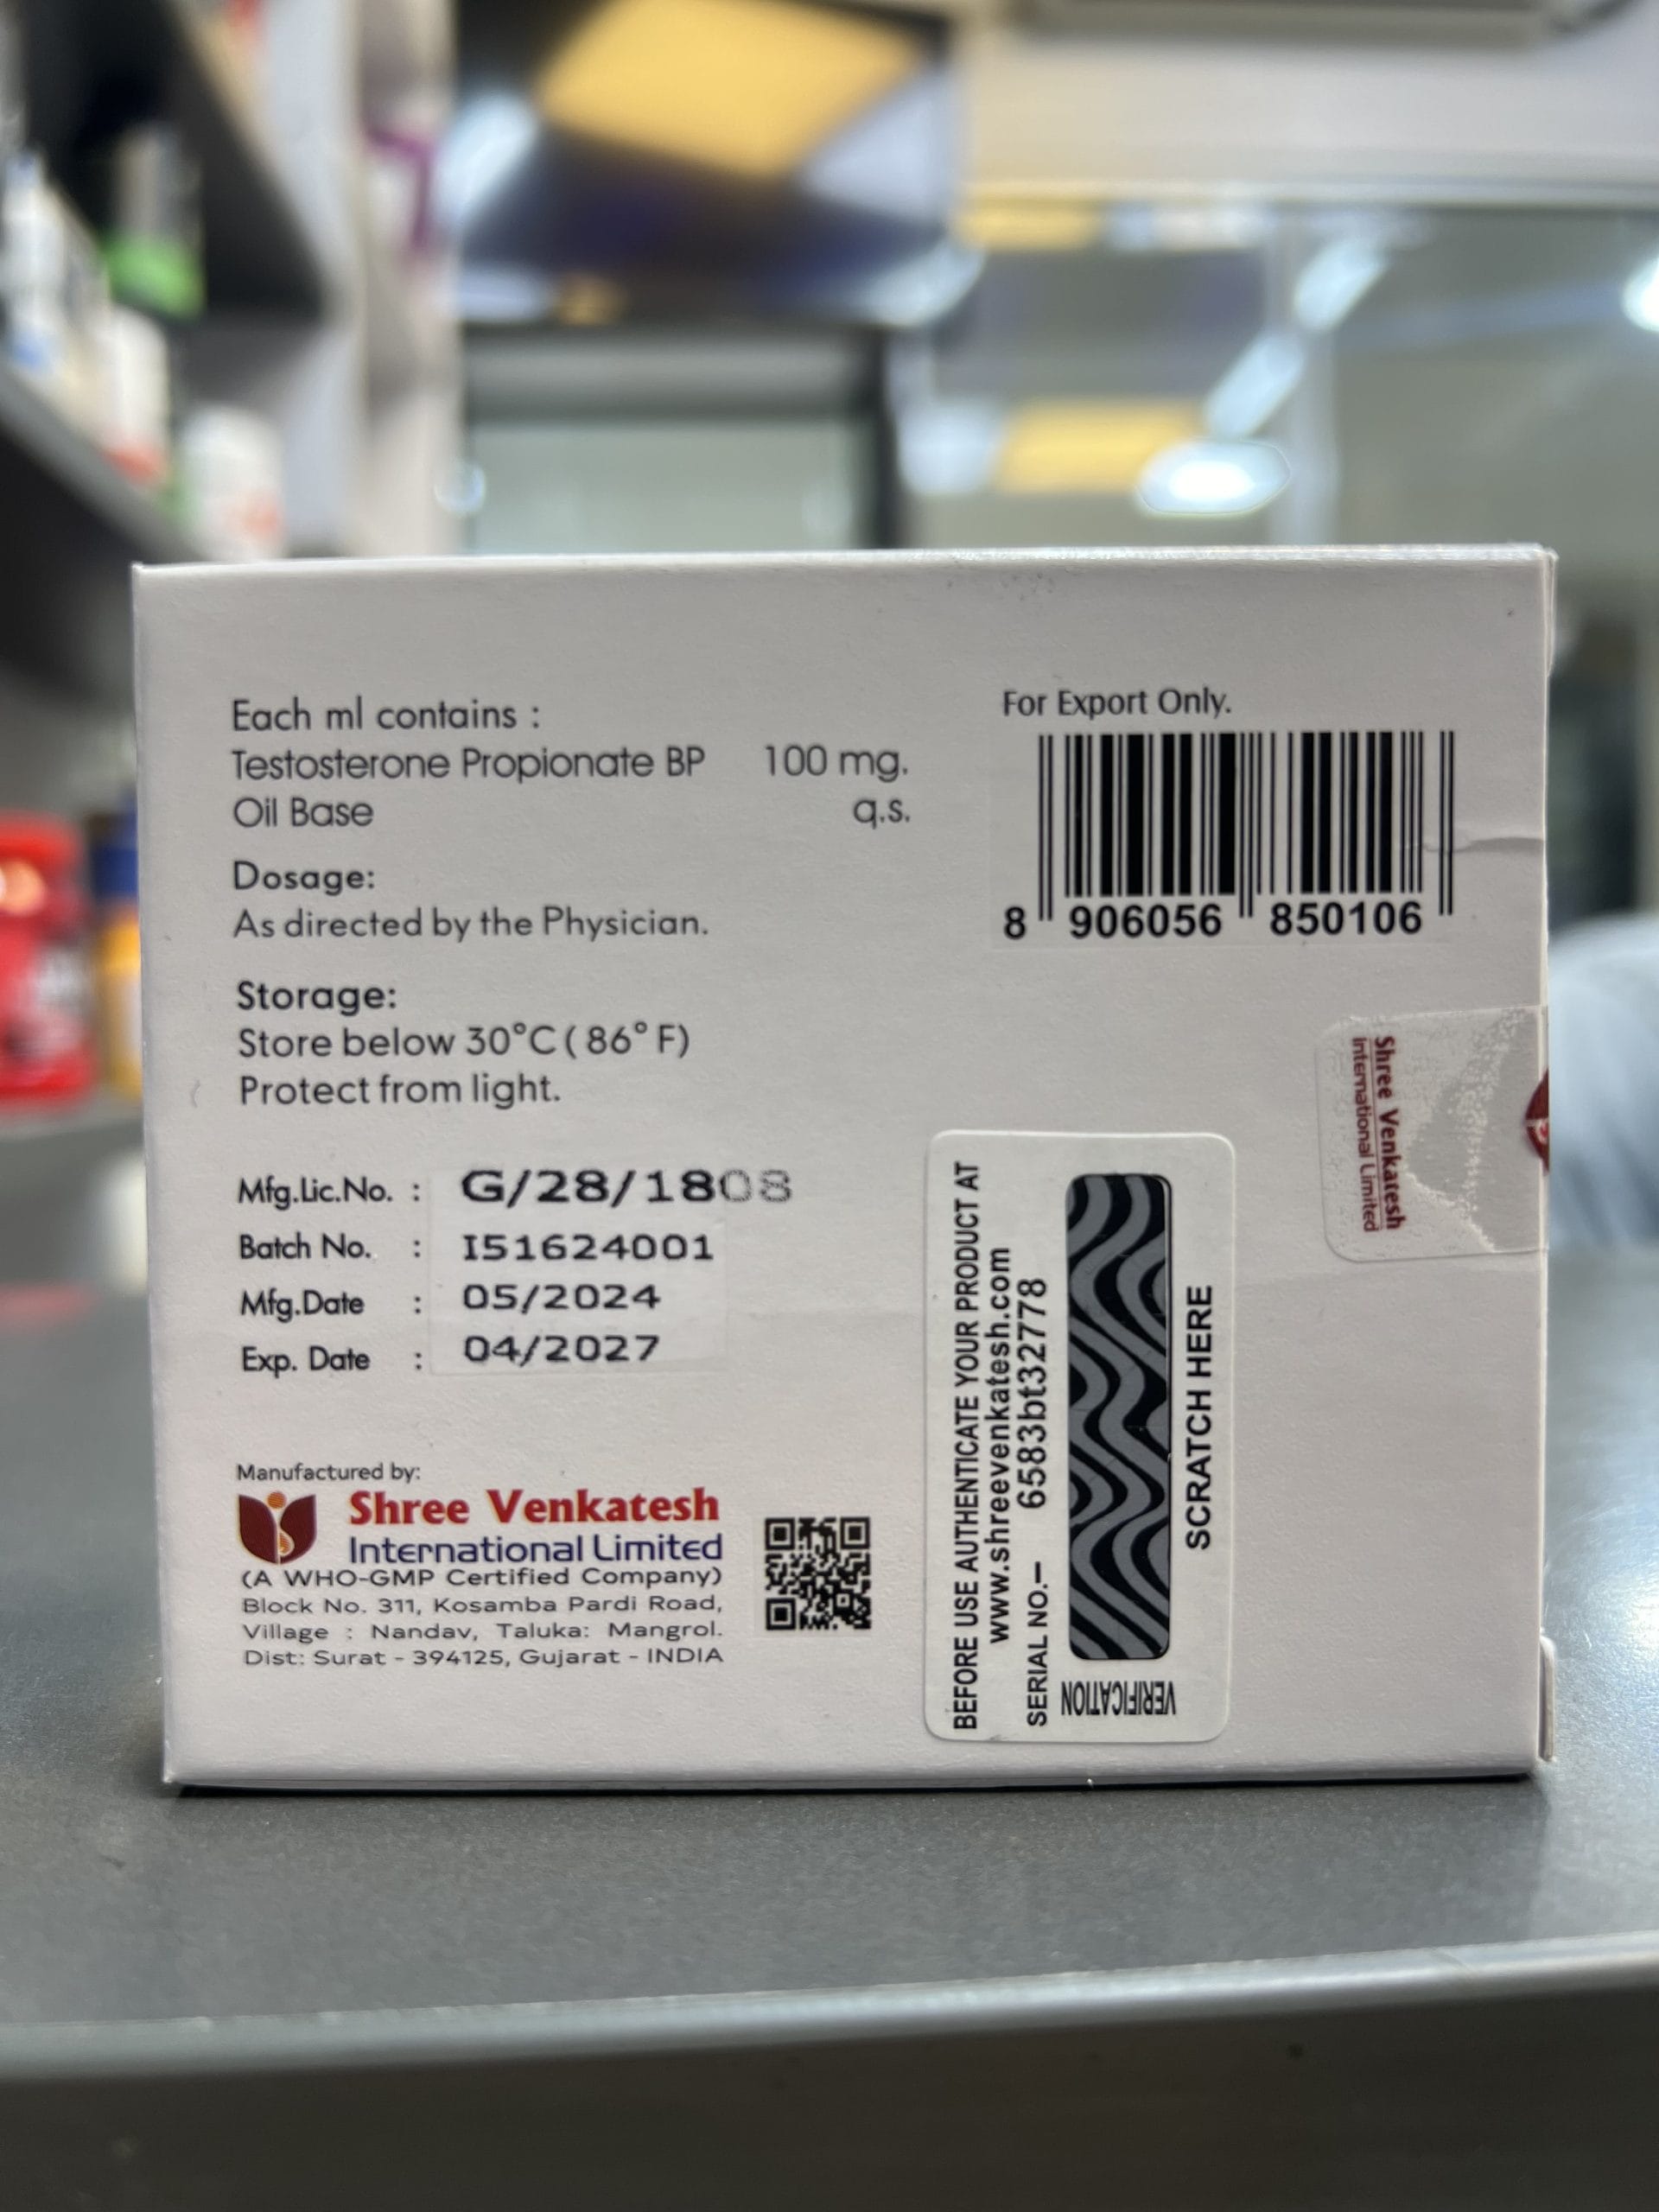 Each ml contains :
Testosterone Propionate BP 100 mg.
Oil Base q.s.
Dosage:
As directed by the Physician.
Storage:
Store below 30°C ( 86° F)
Protect from light.
Mfg.Lic.No. : G/28/1808
Batch No. : I51624001
Mfg.Date : 05/2024
Exp. Date : 04/2027
Manufactured by:
Shree Venkatesh
International Limited
(A WHO-GMP Certified Company)
Block No. 311, Kosamba Pardi Road,
Village : Nandav, Taluka: Mangrol.
Dist: Surat - 394125, Gujarat - INDIA
For Export Only.
8 906056 850106
Shree Venkatesh
International Limited
BEFORE USE AUTHENTICATE YOUR PRODUCT AT
www.shreevenkatesh.com
SERIAL NO.- 6583bt32778
VERIFICATION
SCRATCH HERE